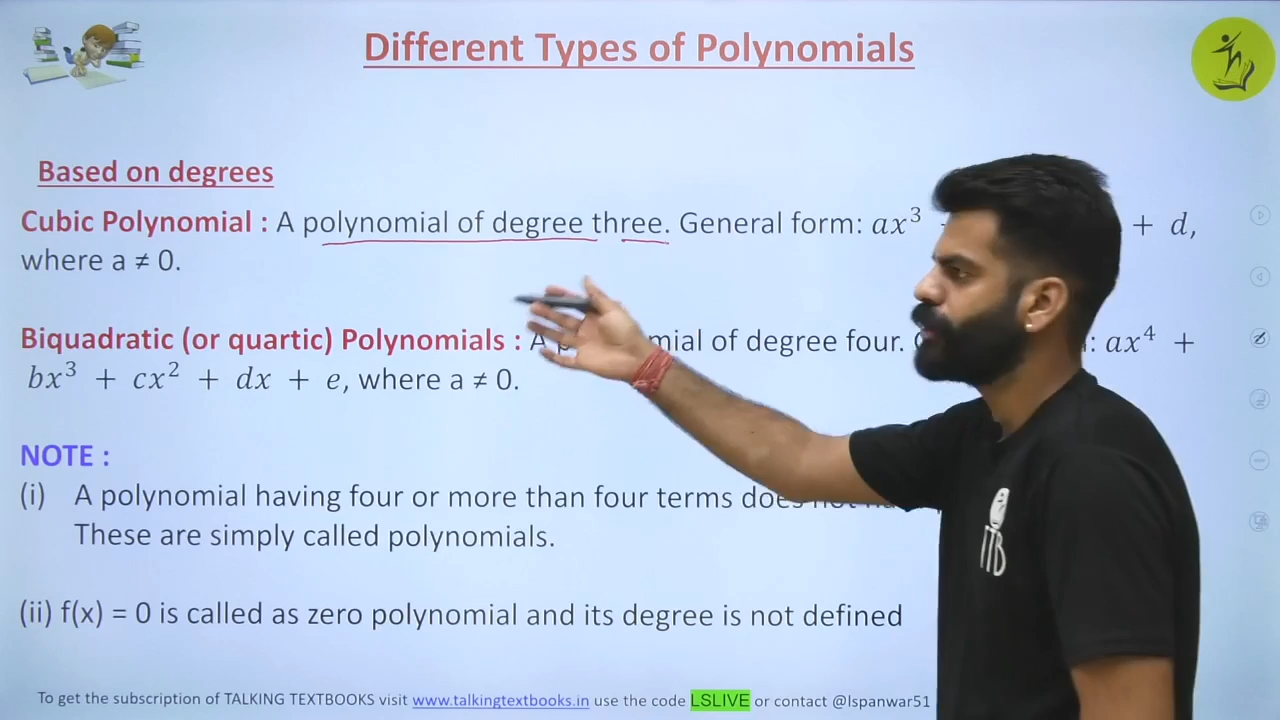 Different Types of Polynomials
Based on degrees
Cubic Polynomial : A polynomial of degree three. General form: ax³ + d,
where a ≠ 0.
Biquadratic (or quartic) Polynomials : A of degree four. : ax⁴ +
bx³ + cx² + dx + e, where a ≠ 0.
NOTE :
(i) A polynomial having four or more than four terms does not
These are simply called polynomials.
(ii) f(x) = 0 is called as zero polynomial and its degree is not defined
TTB
To get the subscription of TALKING TEXTBOOKS visit www.talkingtextbooks.in use the code LSLIVE or contact @lspanwar51